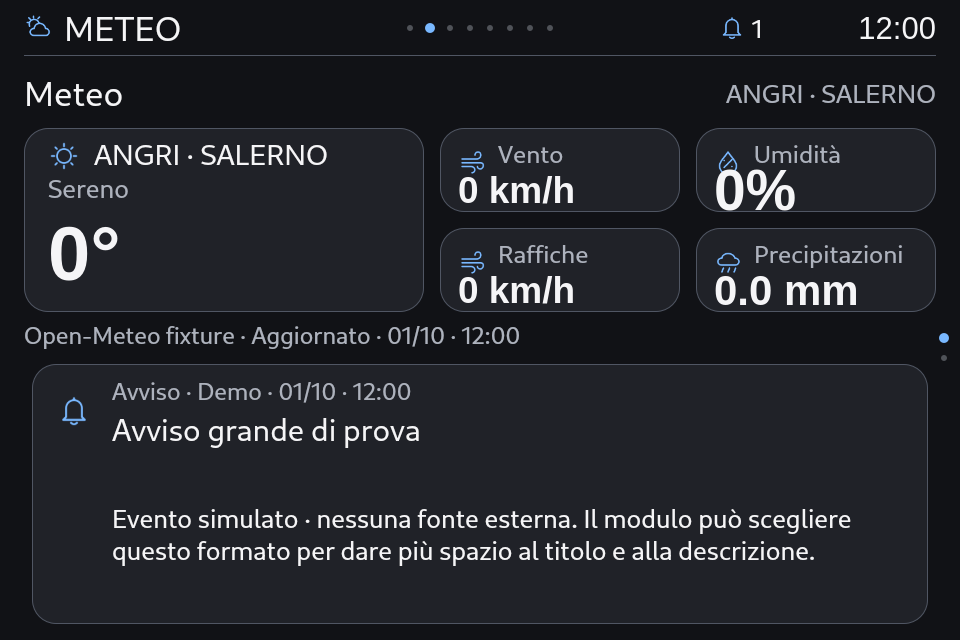 METEO
1
12:00
Meteo
ANGRI · SALERNO
ANGRI · SALERNO
Sereno
0°
Vento
0 km/h
Umidità
0%
Raffiche
0 km/h
Precipitazioni
0.0 mm
Open-Meteo fixture · Aggiornato · 01/10 · 12:00
Avviso · Demo · 01/10 · 12:00
Avviso grande di prova
Evento simulato · nessuna fonte esterna. Il modulo può scegliere
questo formato per dare più spazio al titolo e alla descrizione.